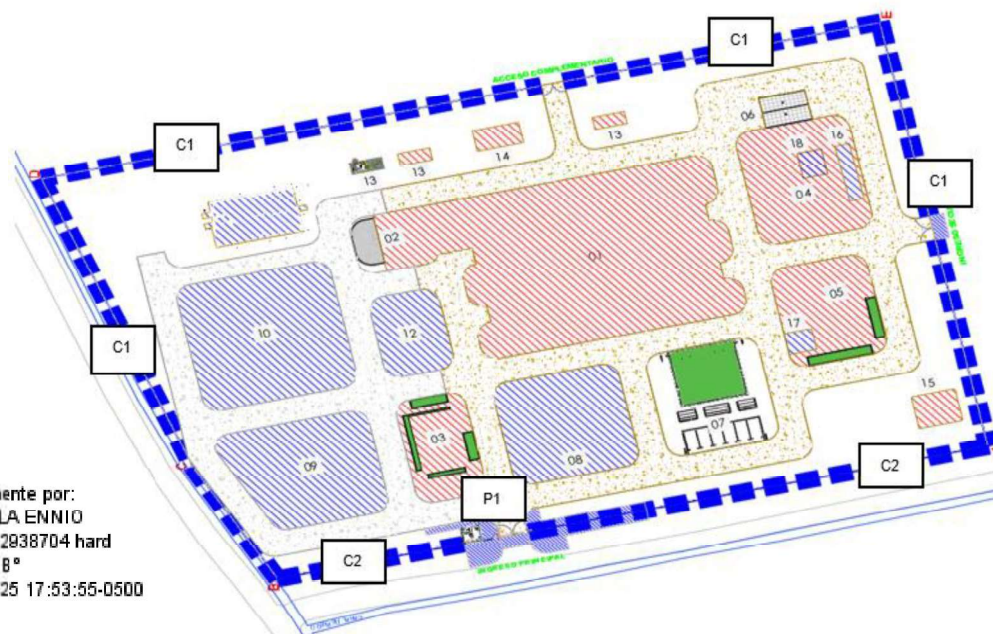 C1
E
ACCESO COMPLEMENTARIO
C1
06
13
16
18
14
13
13
04
C1
02
01
05
10
12
C1
17
15
03
07
09
08
C2
P1
ente por:
LA ENNIO
2938704 hard
B°
25 17:53:55-0500
C2
INGRESO PRINCIPAL